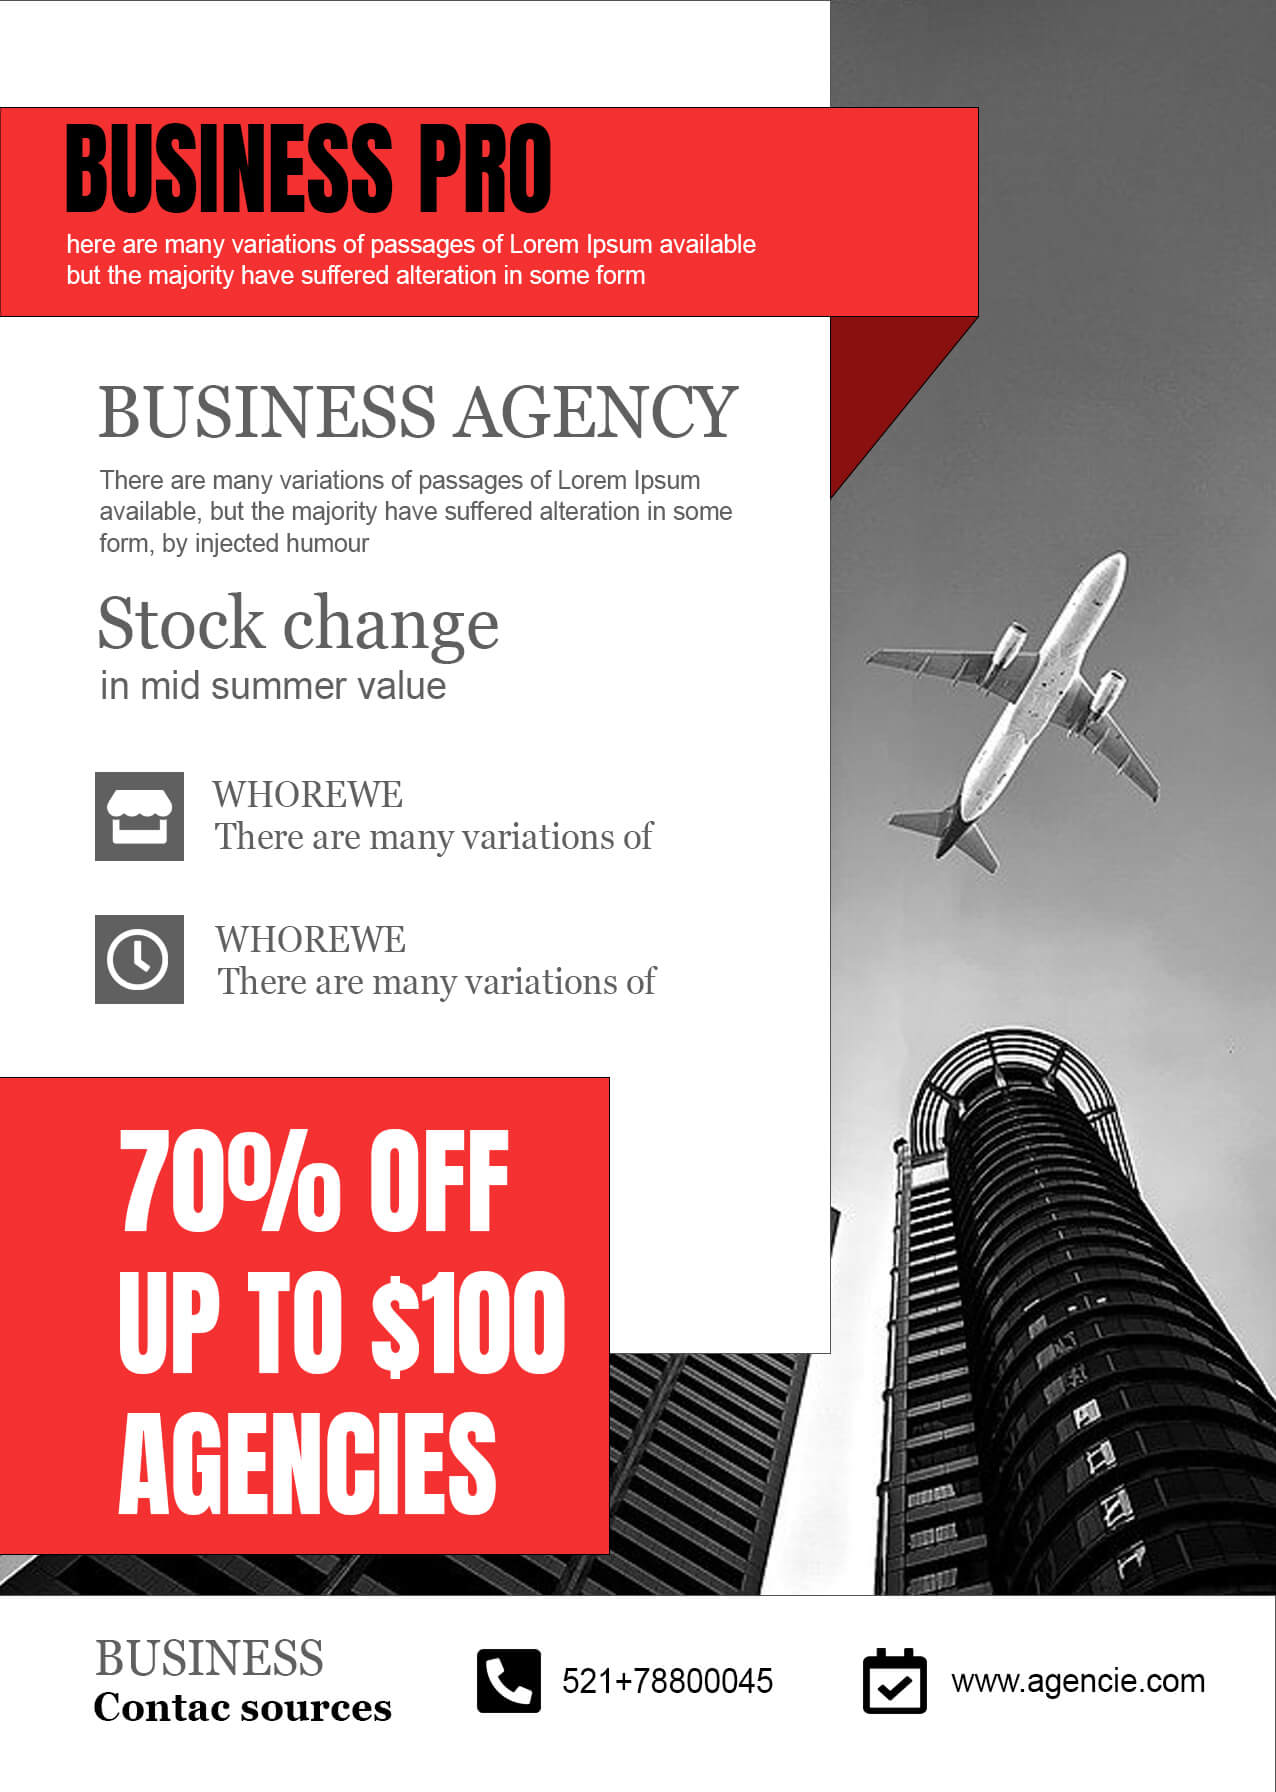 BUSINESS PRO
here are many variations of passages of Lorem Ipsum available
but the majority have suffered alteration in some form
BUSINESS AGENCY
There are many variations of passages of Lorem Ipsum
available, but the majority have suffered alteration in some
form, by injected humour
Stock change
in mid summer value
WHOREWE
There are many variations of
WHOREWE
There are many variations of
70% OFF
UP TO $100
AGENCIES
BUSINESS
Contac sources
521+78800045
www.agencie.com